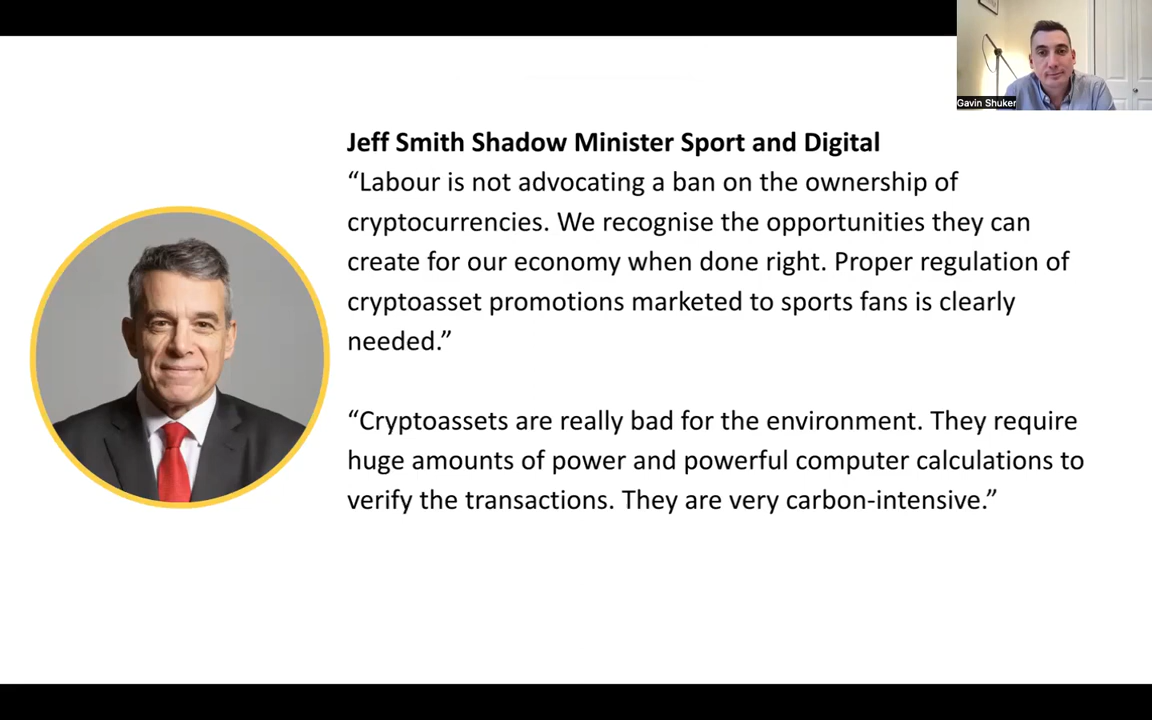 Gavin Shuker
Jeff Smith Shadow Minister Sport and Digital
“Labour is not advocating a ban on the ownership of
cryptocurrencies. We recognise the opportunities they can
create for our economy when done right. Proper regulation of
cryptoasset promotions marketed to sports fans is clearly
needed.”
“Cryptoassets are really bad for the environment. They require
huge amounts of power and powerful computer calculations to
verify the transactions. They are very carbon-intensive.”